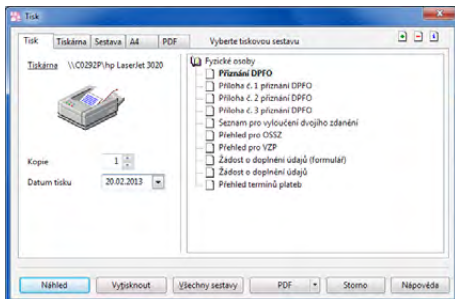 Tisk
Tisk Tiskárna Sestava A4 PDF
Vyberte tiskovou sestavu
Tiskárna \\C0292P\hp LaserJet 3020
Kopie 1
Datum tisku 20.02.2013
Fyzické osoby
Přiznání DPFO
Příloha č. 1 přiznání DPFO
Příloha č. 2 přiznání DPFO
Příloha č. 3 přiznání DPFO
Seznam pro vyloučení dvojího zdanění
Přehled pro OSSZ
Přehled pro VZP
Žádost o doplnění údajů (formulář)
Žádost o doplnění údajů
Přehled termínů plateb
Náhled Vytisknout Všechny sestavy PDF Storno Nápověda